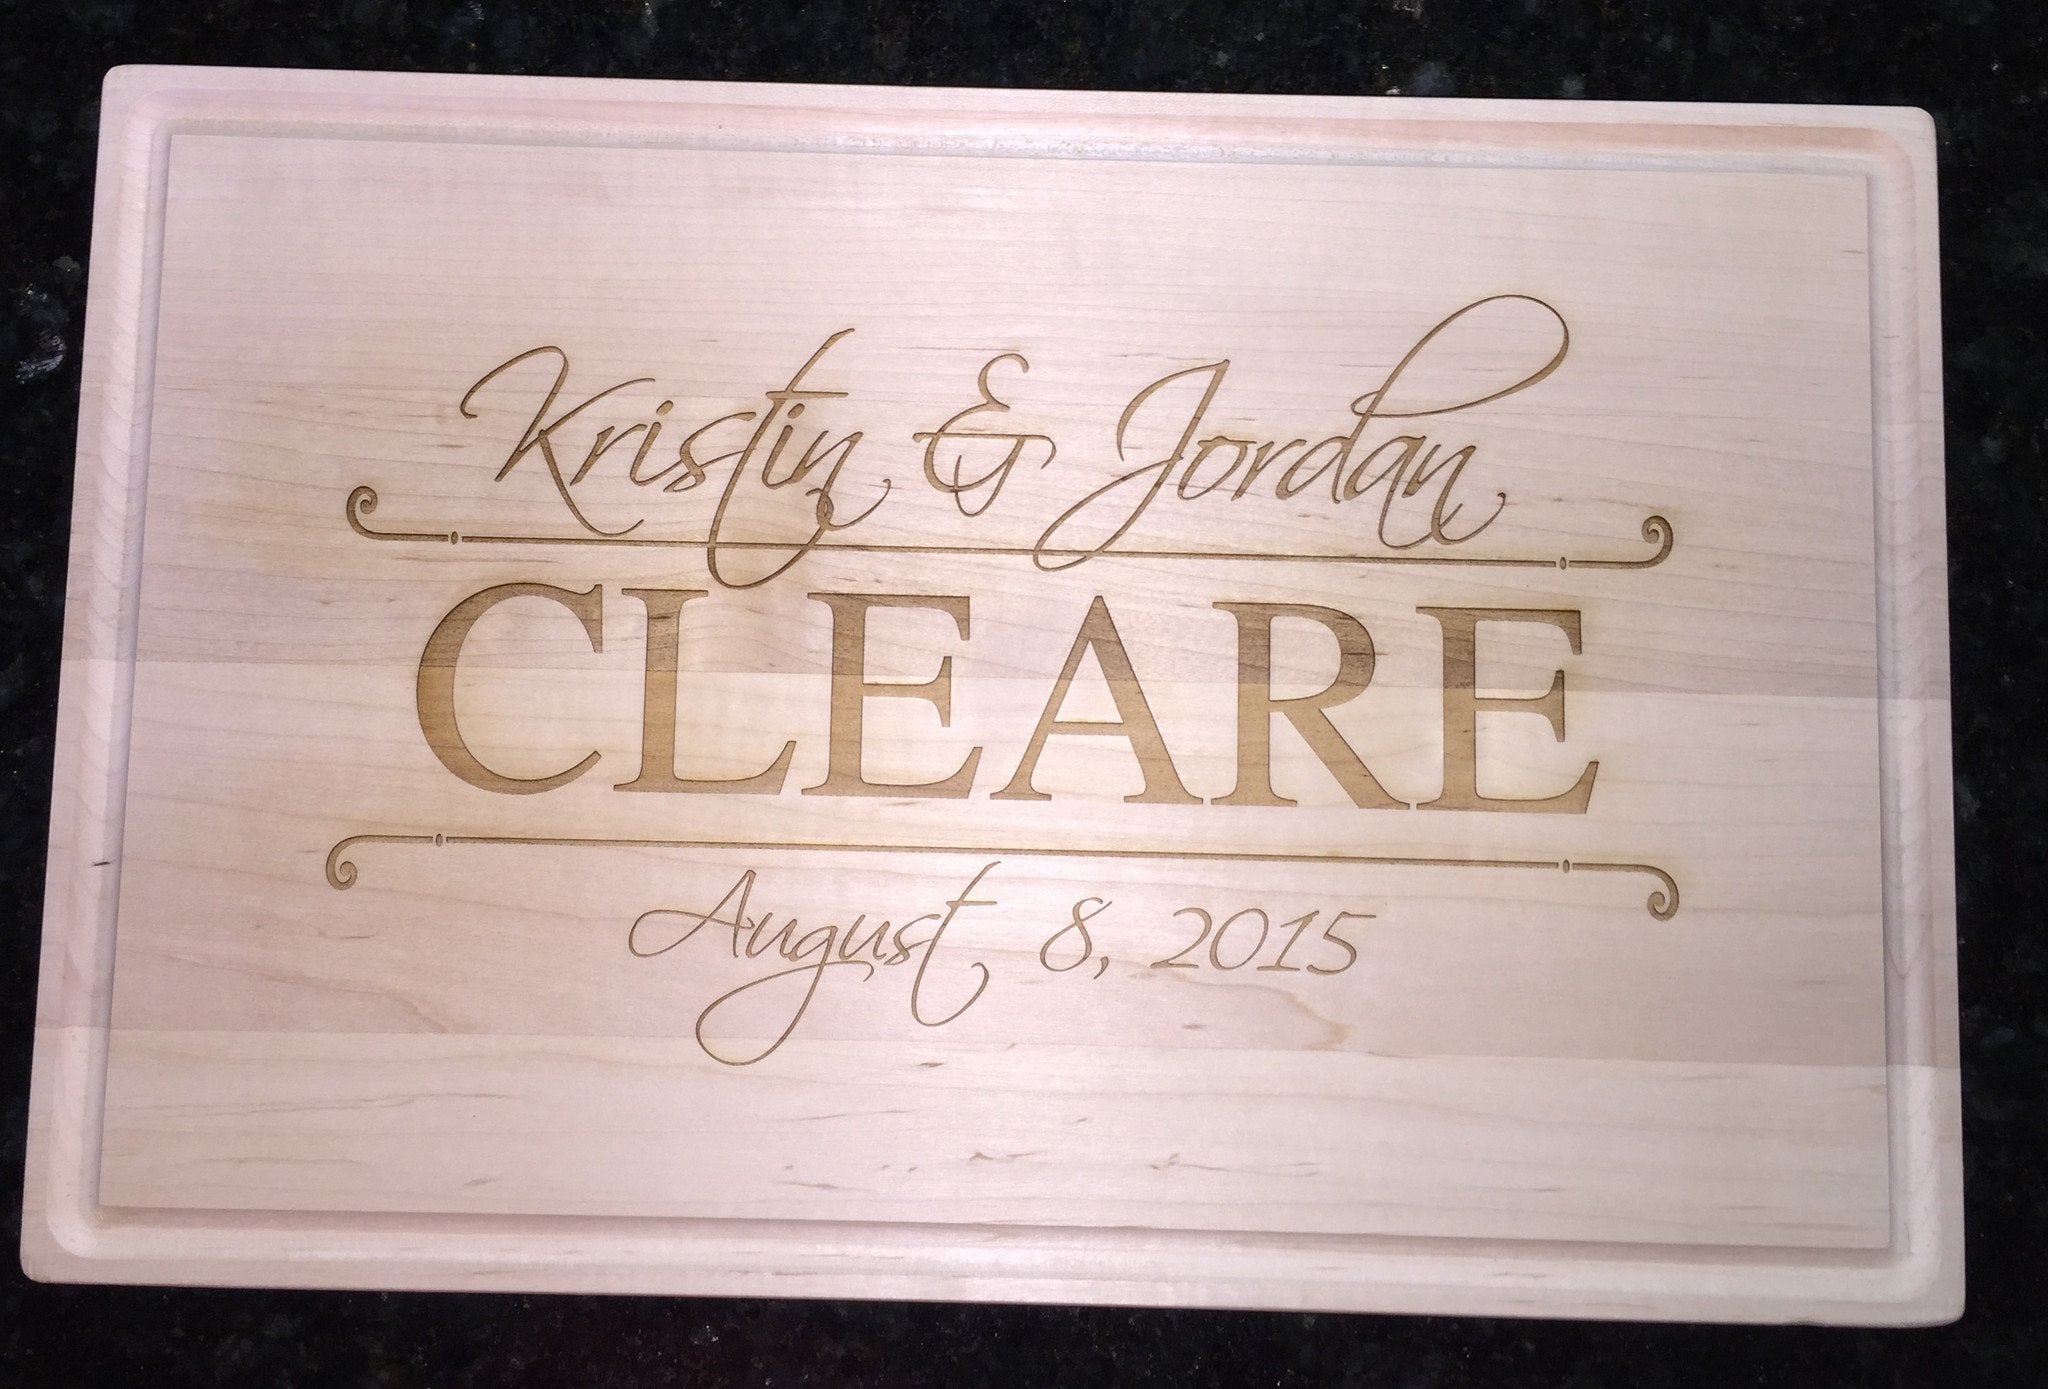 Kristin & Jordan
CLEARE
August 8, 2015